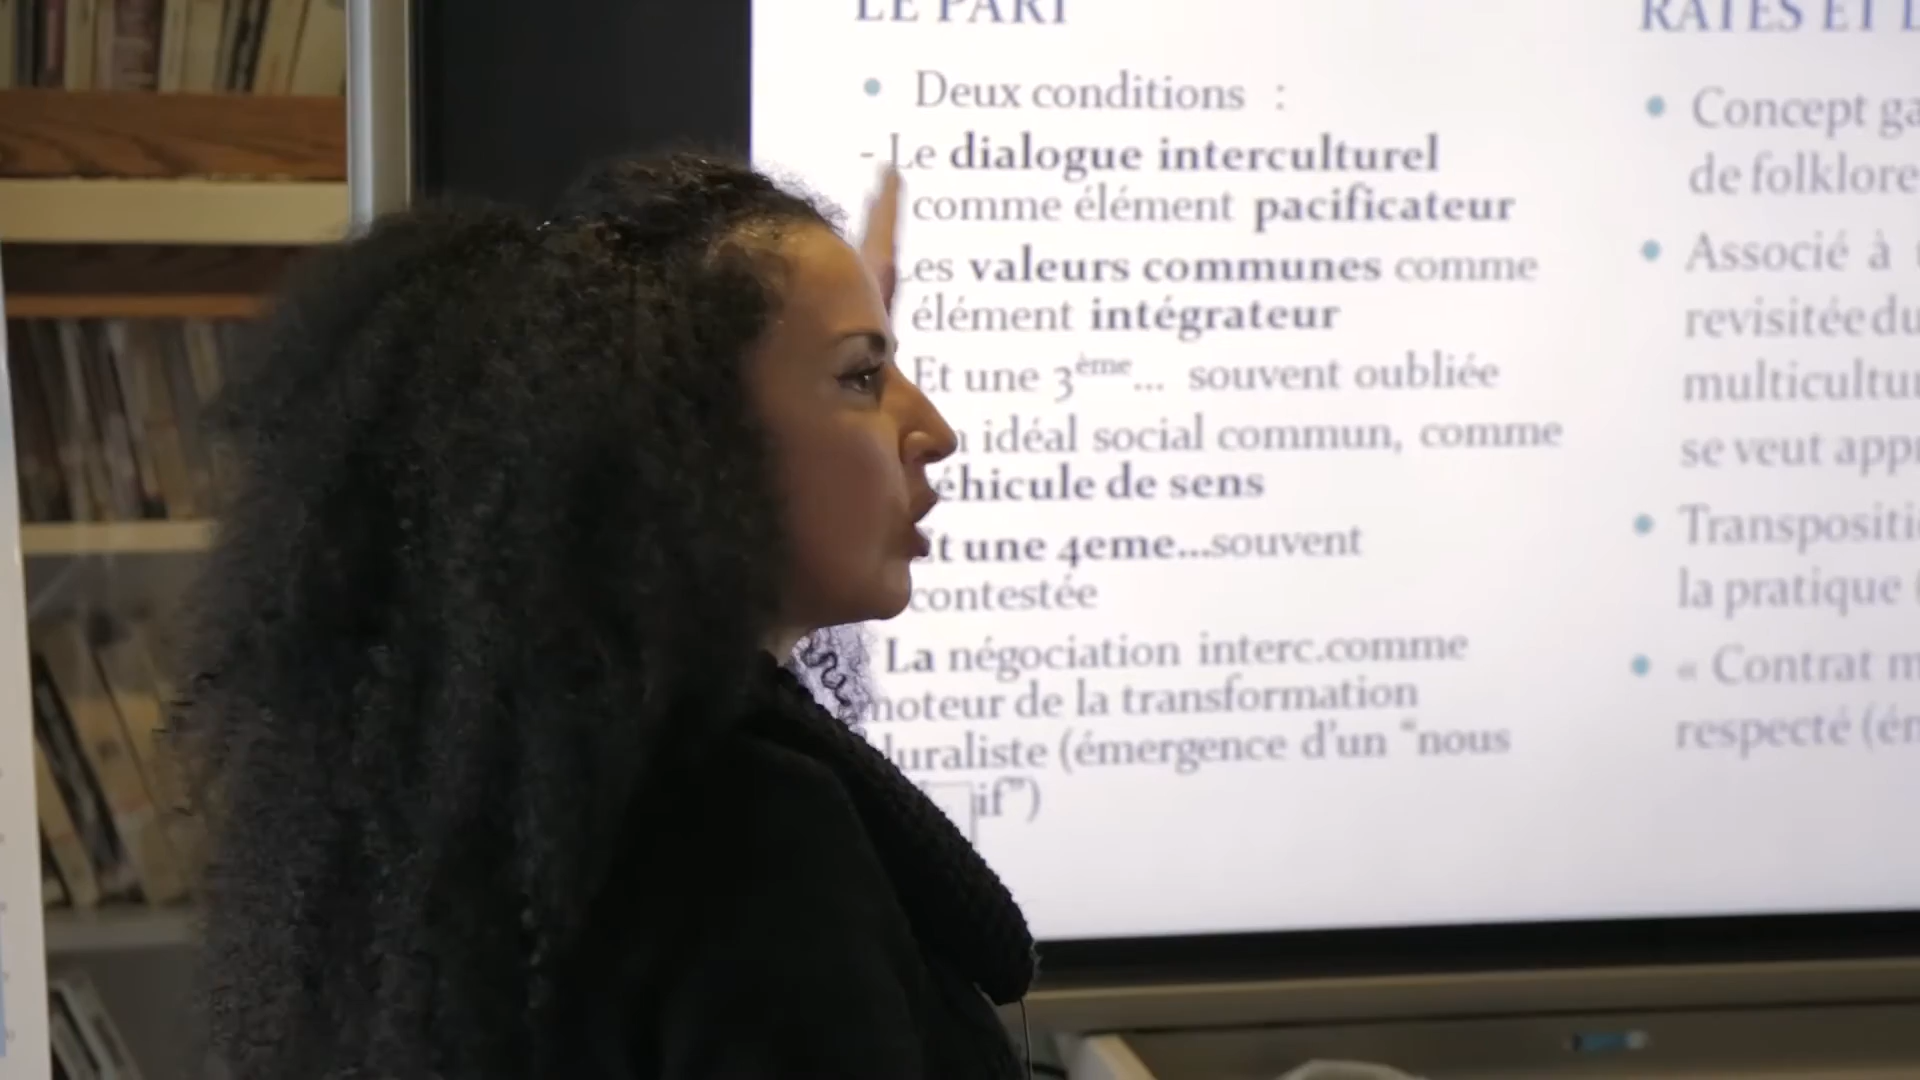 LE PARI
Deux conditions :
- Le dialogue interculturel
comme élément pacificateur
Les valeurs communes comme
élément intégrateur
Et une 3ème... souvent oubliée
idéal social commun, comme
éhicule de sens
t une 4eme...souvent
contestée
La négociation interc.comme
moteur de la transformation
luraliste (émergence d'un "nous
if")
RATES ET
Concept
de folklore
Associé à
revisitée du
multicultu
se veut
Transpositi
la pratique
« Contrat
respecté